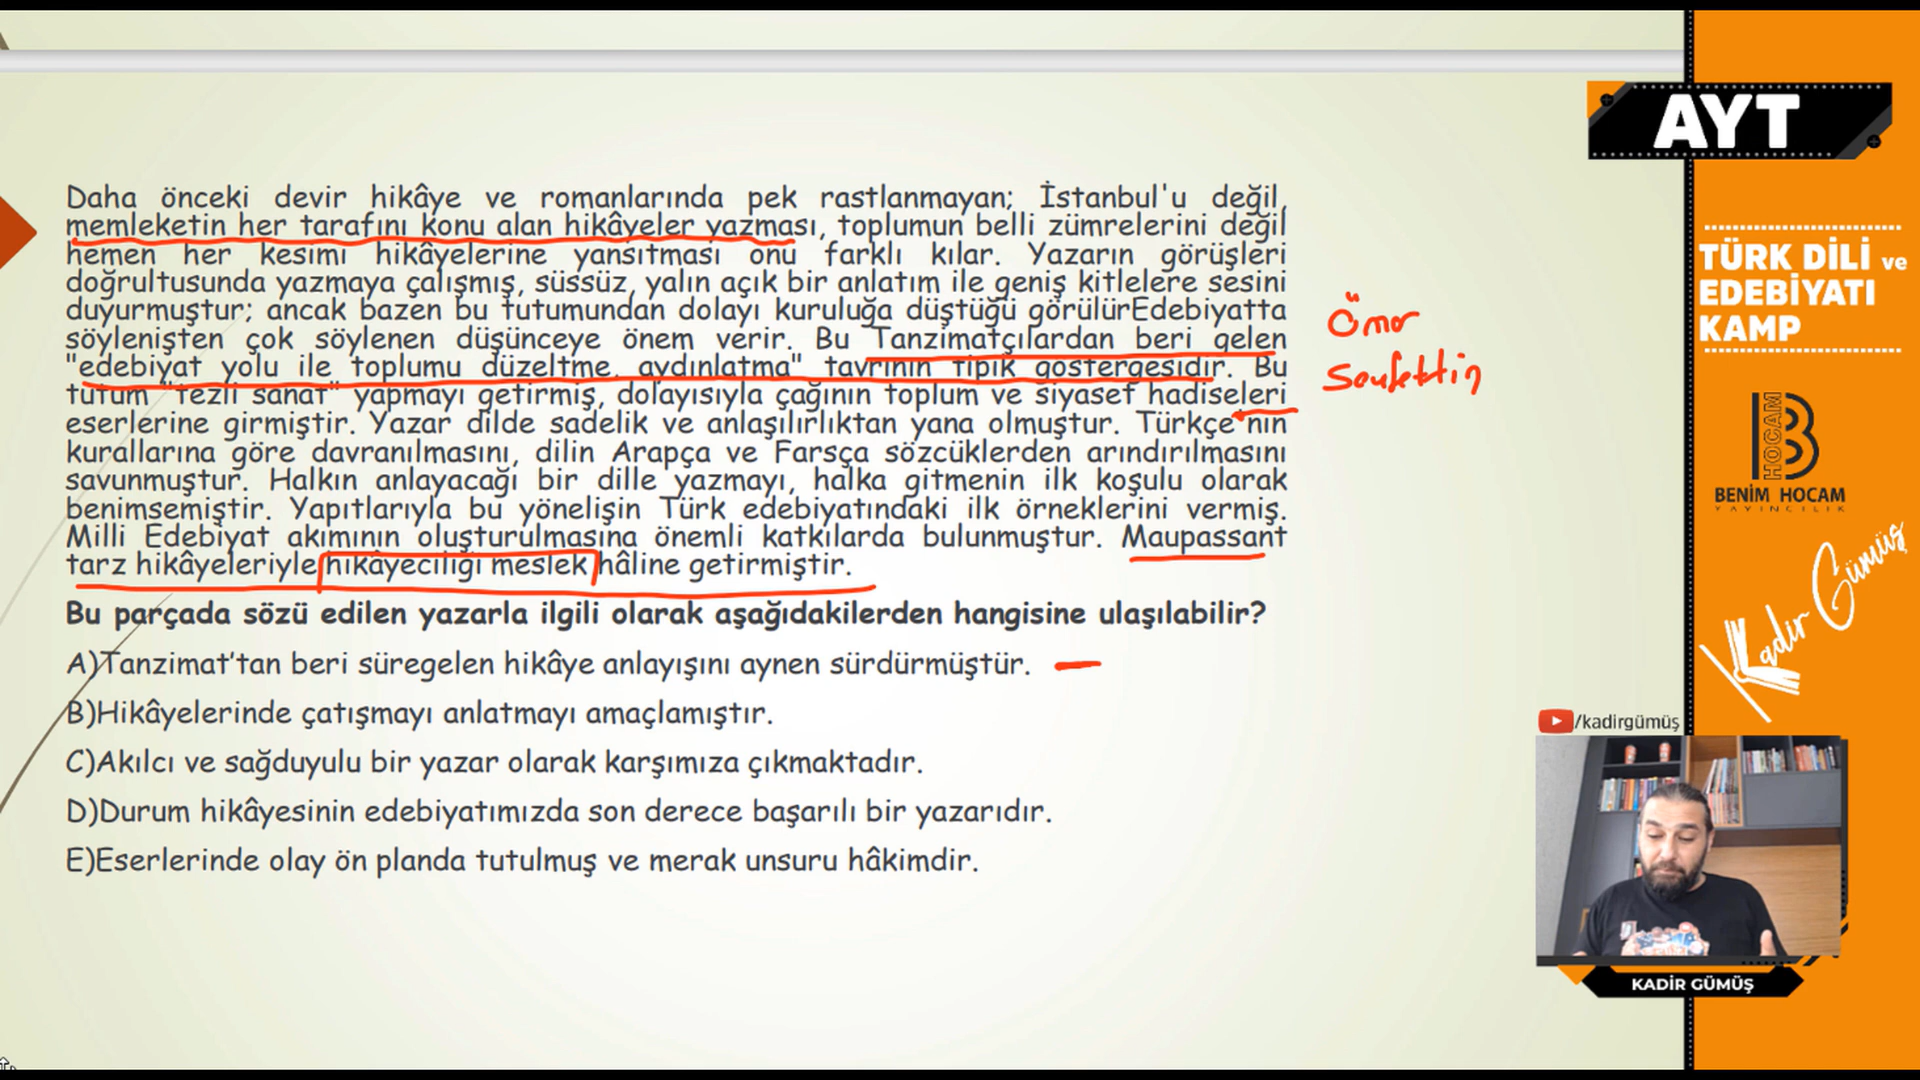 AYT
Daha önceki devir hikâye ve romanlarında pek rastlanmayan; İstanbul'u değil,
memleketin her tarafını konu alan hikâyeler yazması, toplumun belli zümrelerini değil
hemen her kesimi hikâyelerine yansıtması onu farklı kılar. Yazarın görüşleri
doğrultusunda yazmaya çalışmış, süssüz, yalın açık bir anlatım ile geniş kitlelere sesini
duyurmuştur; ancak bazen bu tutumundan dolayı kuruluğa düştüğü görülürEdebiyatta
söylenişten çok söylenen düşünceye önem verir. Bu Tanzimatçılardan beri gelen
"edebiyat yolu ile toplumu düzeltme, aydınlatma" tavrının tipik göstergesidir. Bu
tutum "tezli sanat" yapmayı getirmiş, dolayısıyla çağının toplum ve siyasef hadiseleri
eserlerine girmiştir. Yazar dilde sadelik ve anlaşılırlıktan yana olmuştur. Türkçe'nin
kurallarına göre davranılmasını, dilin Arapça ve Farsça sözcüklerden arındırılmasını
savunmuştur. Halkın anlayacağı bir dille yazmayı, halka gitmenin ilk koşulu olarak
benimsemiştir. Yapıtlarıyla bu yönelişin Türk edebiyatındaki ilk örneklerini vermiş.
Milli Edebiyat akımının oluşturulmasına önemli katkılarda bulunmuştur. Maupassant
tarz hikâyeleriyle hikâyeciliği meslek hâline getirmiştir.
Bu parçada sözü edilen yazarla ilgili olarak aşağıdakilerden hangisine ulaşılabilir?
A)Tanzimat'tan beri süregelen hikâye anlayışını aynen sürdürmüştür.
B)Hikâyelerinde çatışmayı anlatmayı amaçlamıştır.
C)Akılcı ve sağduyulu bir yazar olarak karşımıza çıkmaktadır.
D)Durum hikâyesinin edebiyatımızda son derece başarılı bir yazarıdır.
E)Eserlerinde olay ön planda tutulmuş ve merak unsuru hâkimdir.
Ömer
Seyfettin
TÜRK DİLİ ve
EDEBİYATI
KAMP
HOCAM
BENİM HOCAM
YAYINCILIK
Kadir Gümüş
/kadirgümüş
KADİR GÜMÜŞ